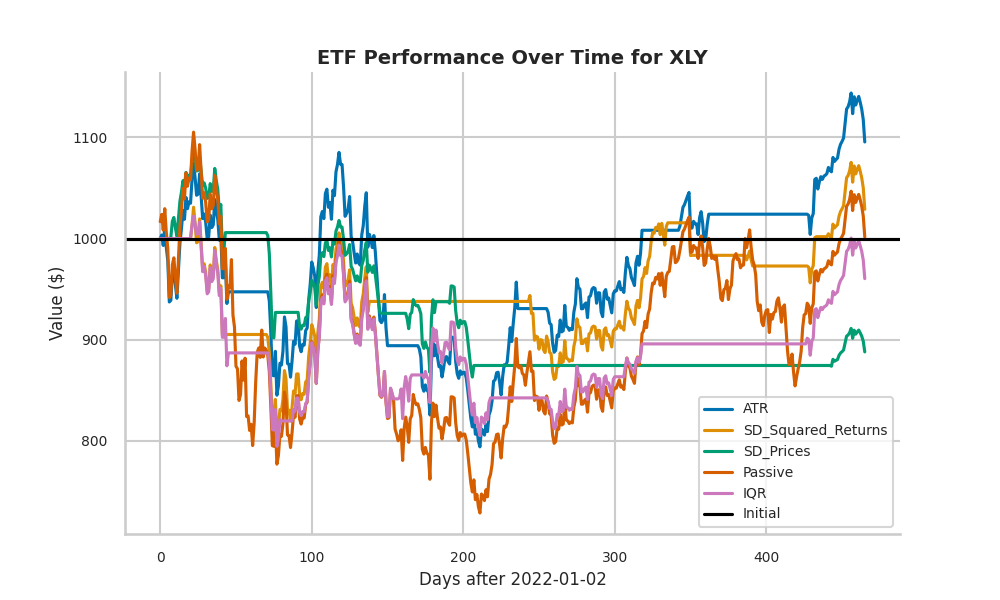 ETF Performance Over Time for XLY
Value ($)
1100
1000
900
800
0
100
200
300
400
Days after 2022-01-02
ATR
SD_Squared_Returns
SD_Prices
Passive
IQR
Initial